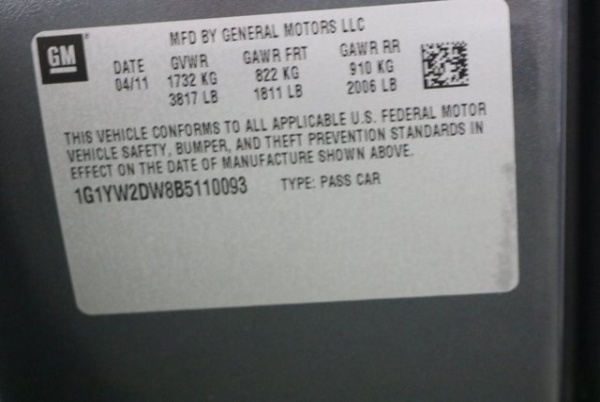 MFD BY GENERAL MOTORS LLC
GM®
DATE GVWR GAWR FRT GAWR RR
04/11 1732 KG 822 KG 910 KG
3817 LB 1811 LB 2006 LB
THIS VEHICLE CONFORMS TO ALL APPLICABLE U.S. FEDERAL MOTOR
VEHICLE SAFETY, BUMPER, AND THEFT PREVENTION STANDARDS IN
EFFECT ON THE DATE OF MANUFACTURE SHOWN ABOVE.
1G1YW2DW8B5110093 TYPE: PASS CAR